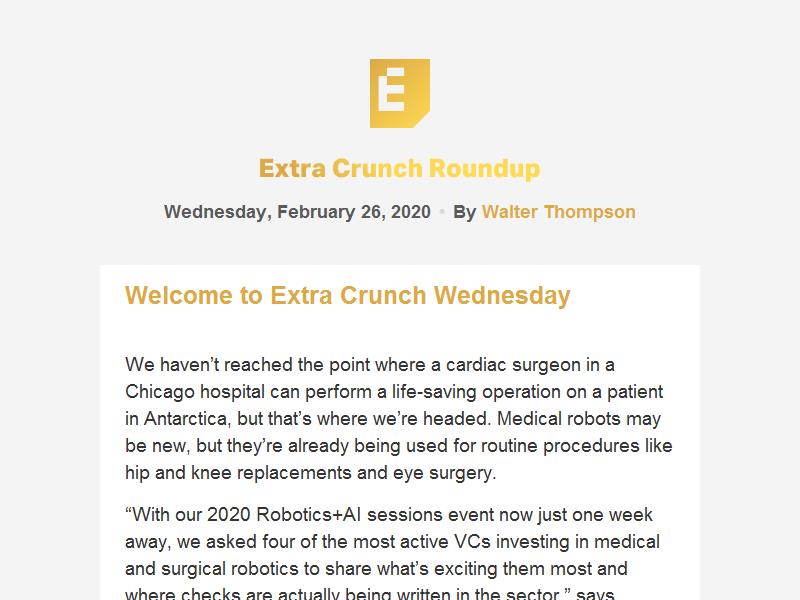 E
Extra Crunch Roundup
Wednesday, February 26, 2020 • By Walter Thompson
Welcome to Extra Crunch Wednesday
We haven’t reached the point where a cardiac surgeon in a
Chicago hospital can perform a life-saving operation on a patient
in Antarctica, but that’s where we’re headed. Medical robots may
be new, but they’re already being used for routine procedures like
hip and knee replacements and eye surgery.
“With our 2020 Robotics+AI sessions event now just one week
away, we asked four of the most active VCs investing in medical
and surgical robotics to share what’s exciting them most and
where checks are actually being written in the sector,” says